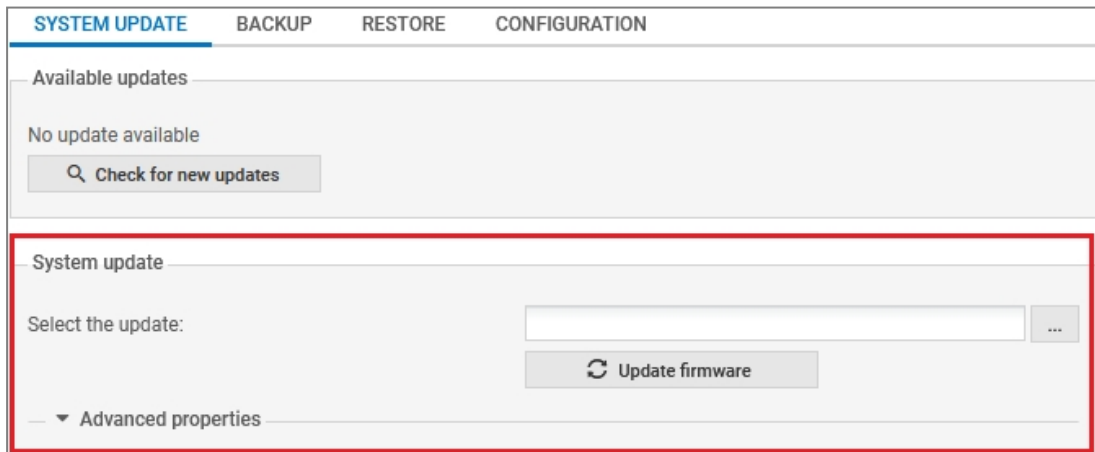 SYSTEM UPDATE BACKUP RESTORE CONFIGURATION
Available updates
No update available
Check for new updates
System update
Select the update: ...
Update firmware
Advanced properties